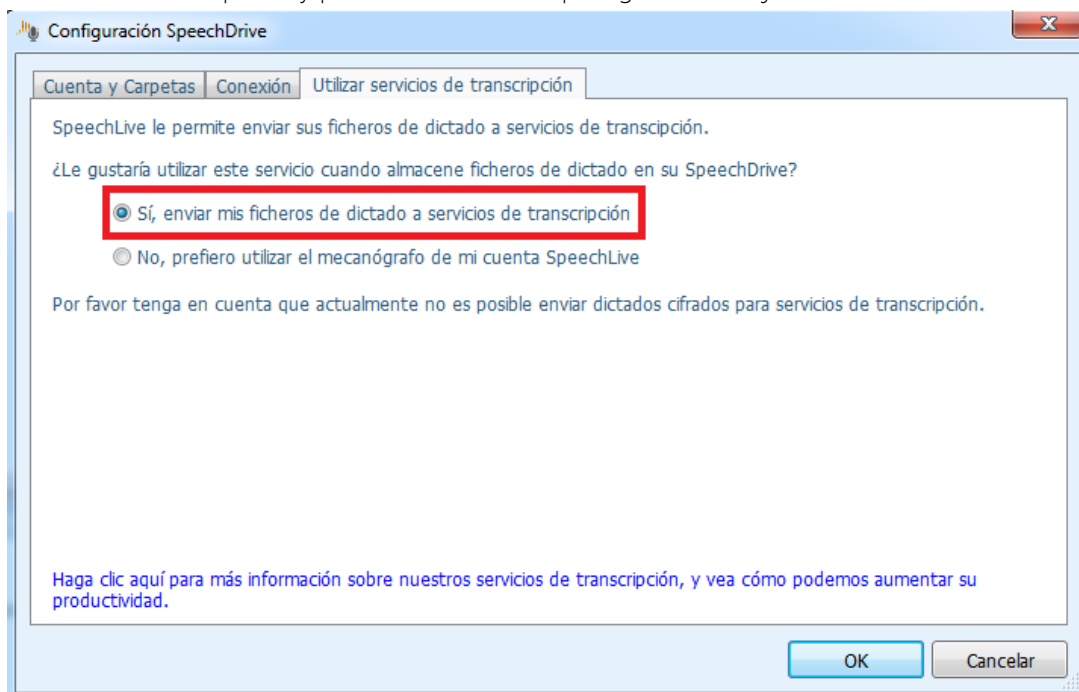 Configuración SpeechDrive
Cuenta y Carpetas Conexión Utilizar servicios de transcripción
SpeechLive le permite enviar sus ficheros de dictado a servicios de transcipción.
¿Le gustaría utilizar este servicio cuando almacene ficheros de dictado en su SpeechDrive?
Sí, enviar mis ficheros de dictado a servicios de transcripción
No, prefiero utilizar el mecanógrafo de mi cuenta SpeechLive
Por favor tenga en cuenta que actualmente no es posible enviar dictados cifrados para servicios de transcripción.
Haga clic aquí para más información sobre nuestros servicios de transcripción, y vea cómo podemos aumentar su
productividad.
OK Cancelar